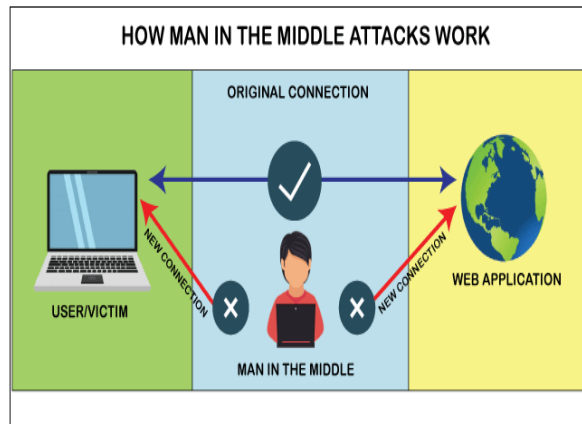 HOW MAN IN THE MIDDLE ATTACKS WORK
ORIGINAL CONNECTION
NEW CONNECTION
NEW CONNECTION
USER/VICTIM
WEB APPLICATION
MAN IN THE MIDDLE